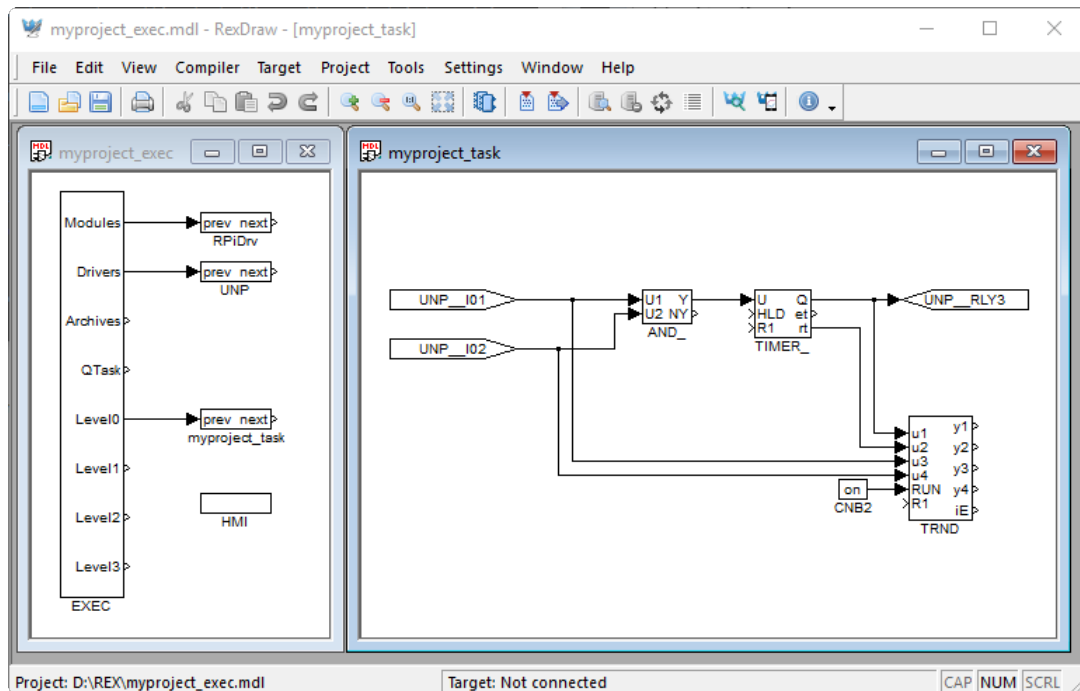 myproject_exec.mdl - RexDraw - [myproject_task]
File Edit View Compiler Target Project Tools Settings Window Help
MDL myproject_exec
Modules prev next
RPiDrv
Drivers prev next
UNP
Archives
QTask
Level0 prev next
myproject_task
Level1
Level2
HMI
Level3
EXEC
MDL myproject_task
UNP__I01 U1 Y U Q UNP__RLY3
U2 NY HLD et
AND_ R1 rt
UNP__I02 TIMER_
u1 y1
u2 y2
u3 y3
u4 y4
on RUN iE
CNB2 R1
TRND
Project: D:\REX\myproject_exec.mdl Target: Not connected CAP NUM SCRL